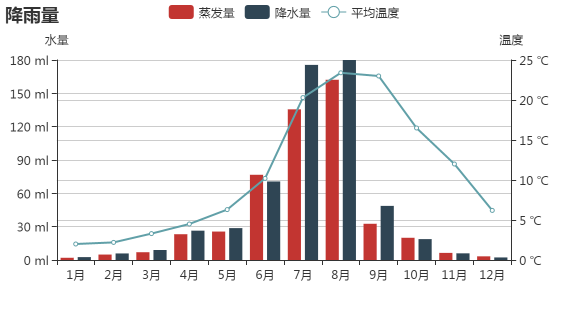 降雨量
蒸发量 降水量 平均温度
水量 温度
180 ml 25 °C
150 ml 20 °C
120 ml 15 °C
90 ml 10 °C
60 ml 5 °C
30 ml
0 ml 0 °C
1月 2月 3月 4月 5月 6月 7月 8月 9月 10月 11月 12月